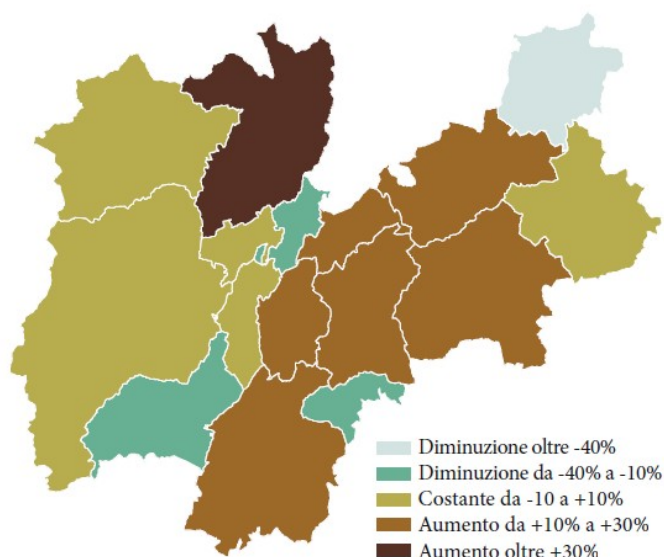 Diminuzione oltre -40%
Diminuzione da -40% a -10%
Costante da -10 a +10%
Aumento da +10% a +30%
Aumento oltre +30%